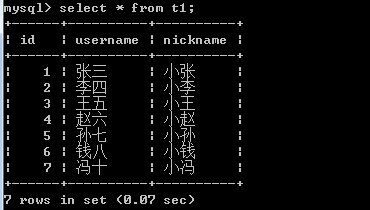 mysql> select * from t1;
+------+----------+----------+
| id   | username | nickname |
+------+----------+----------+
|    1 | 张三     | 小张     |
|    2 | 李四     | 小李     |
|    3 | 王五     | 小王     |
|    4 | 赵六     | 小赵     |
|    5 | 孙七     | 小孙     |
|    6 | 钱八     | 小钱     |
|    7 | 冯十     | 小冯     |
+------+----------+----------+
7 rows in set (0.07 sec)